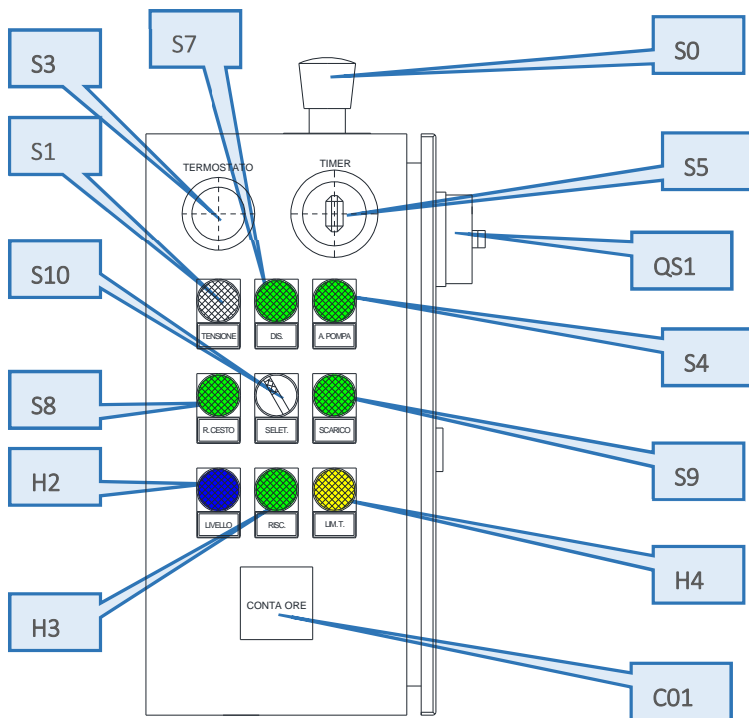 S7
S0
S3
S1
TERMOSTATO
TIMER
S5
S10
QS1
TENSIONE
DIS.
A. POMPA
S4
S8
R. CESTO
SELET.
SCARICO
S9
H2
LIVELLO
RISC.
LIM.T.
H4
H3
CONTA ORE
C01